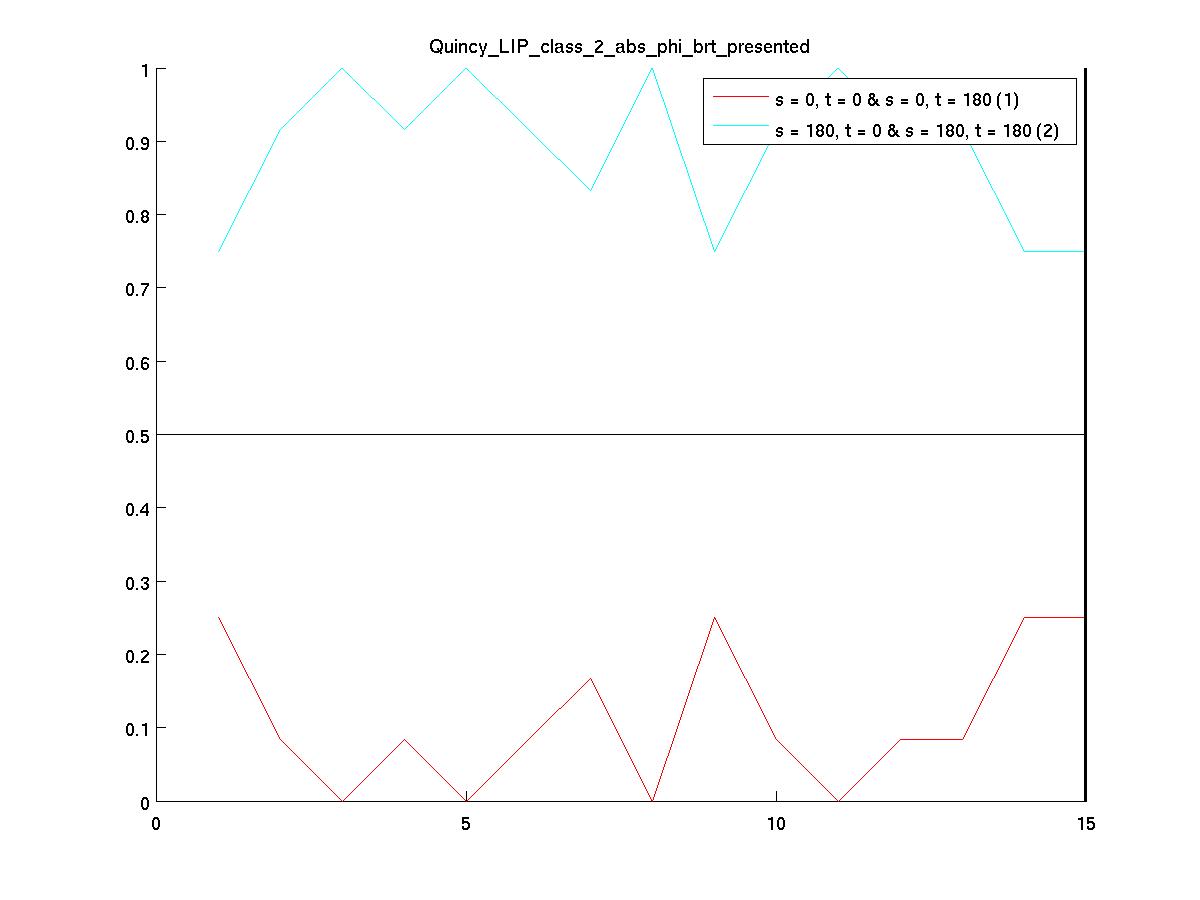 Quincy_LIP_class_2_abs_phi_brt_presented
s = 0, t = 0 & s = 0, t = 180 (1)
s = 180, t = 0 & s = 180, t = 180 (2)
1
0.9
0.8
0.7
0.6
0.5
0.4
0.3
0.2
0.1
0
0 5 10 15